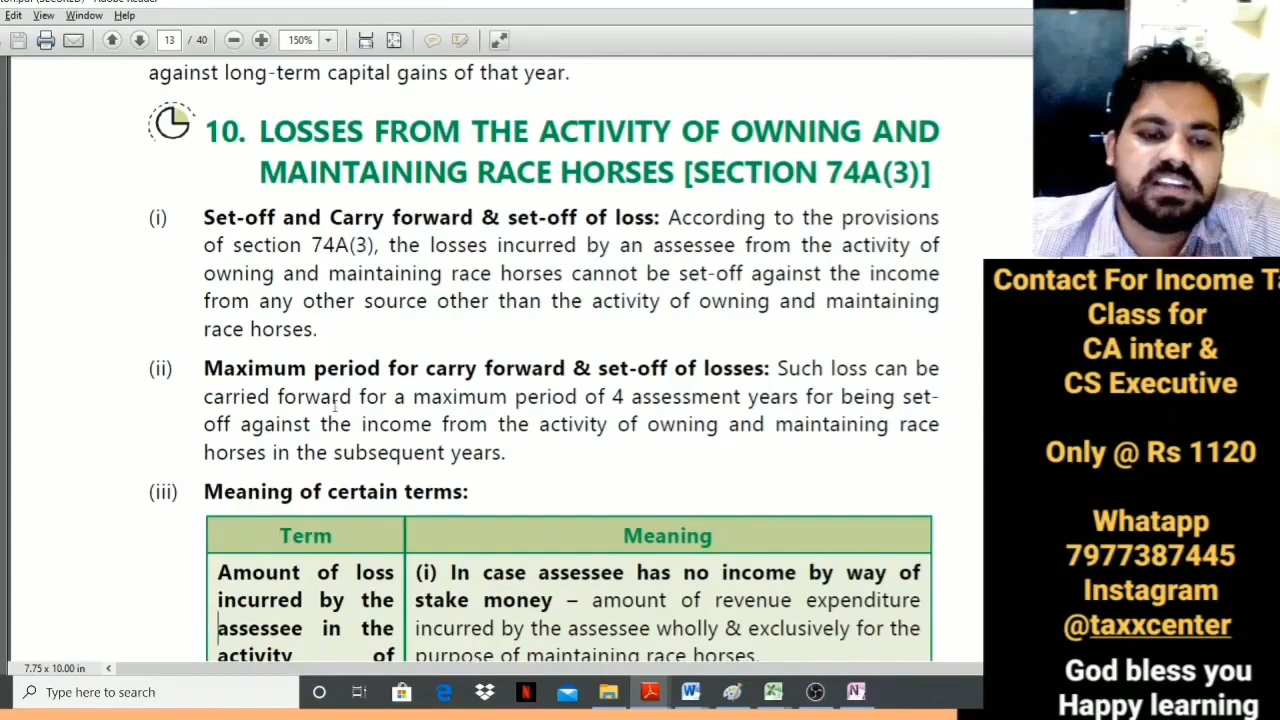 Edit View Window Help
13 / 40 150%
against long-term capital gains of that year.
10. LOSSES FROM THE ACTIVITY OF OWNING AND
MAINTAINING RACE HORSES [SECTION 74A(3)]
(i) Set-off and Carry forward & set-off of loss: According to the provisions
of section 74A(3), the losses incurred by an assessee from the activity of
owning and maintaining race horses cannot be set-off against the income
from any other source other than the activity of owning and maintaining
race horses.
(ii) Maximum period for carry forward & set-off of losses: Such loss can be
carried forward for a maximum period of 4 assessment years for being set-
off against the income from the activity of owning and maintaining race
horses in the subsequent years.
(iii) Meaning of certain terms:
Term Meaning
Amount of loss
incurred by the
assessee in the
activity of
(i) In case assessee has no income by way of
stake money – amount of revenue expenditure
incurred by the assessee wholly & exclusively for the
purpose of maintaining race horses.
7.75 x 10.00 in
Type here to search
Contact For Income Ta
Class for
CA inter &
CS Executive
Only @ Rs 1120
Whatapp
7977387445
Instagram
@taxxcenter
God bless you
Happy learning